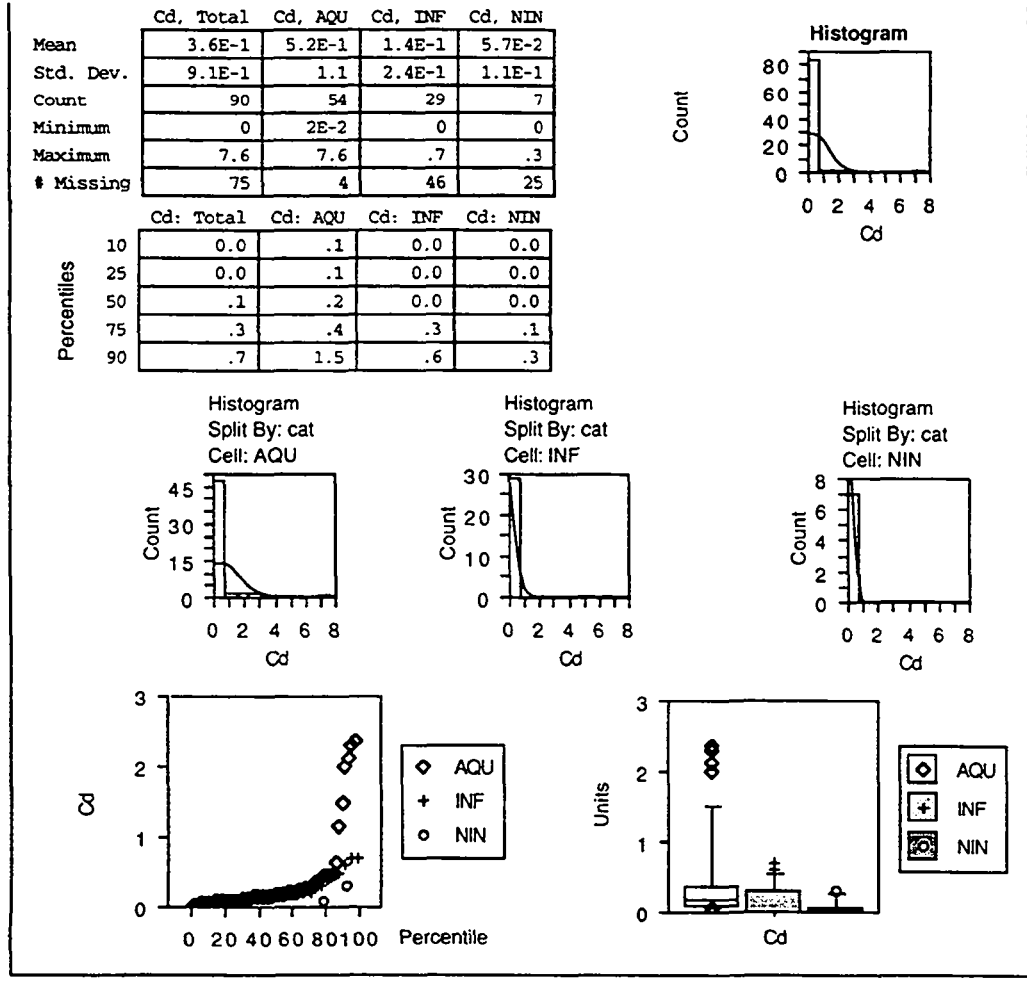 Cd, Total Cd, AQU Cd, INF Cd, NIN
Mean 3.6E-1 5.2E-1 1.4E-1 5.7E-2
Std. Dev. 9.1E-1 1.1 2.4E-1 1.1E-1
Count 90 54 29 7
Minimum 0 2E-2 0 0
Maximum 7.6 7.6 .7 .3
# Missing 75 4 46 25
Histogram
Count
80
60
40
20
0
0 2 4 6 8
Cd
Cd: Total Cd: AQU Cd: INF Cd: NIN
Percentiles
10 0.0 .1 0.0 0.0
25 0.0 .1 0.0 0.0
50 .1 .2 0.0 0.0
75 .3 .4 .3 .1
90 .7 1.5 .6 .3
Histogram
Split By: cat
Cell: AQU
Count
45
30
15
0
0 2 4 6 8
Cd
Histogram
Split By: cat
Cell: INF
Count
30
20
10
0
0 2 4 6 8
Cd
Histogram
Split By: cat
Cell: NIN
Count
8
6
4
2
0
0 2 4 6 8
Cd
Cd
3
2
1
0
0 20 40 60 80 100 Percentile
AQU
INF
NIN
Units
3
2
1
0
Cd
AQU
INF
NIN